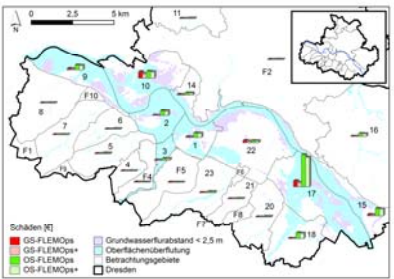 0 2,5 5 km
N
11
F2
9
10
14
F10
8
2
16
7
6
1
F1
22
F9
5
3
4
F4
F5
23
F6
17
21
15
F7
F8
20
18
Schäden [€]
GS-FLEMOps
GS-FLEMOps+
OS-FLEMOps
OS-FLEMOps+
Grundwasserflurabstand < 2,5 m
Oberflächenüberflutung
Betrachtungsgebiete
Dresden